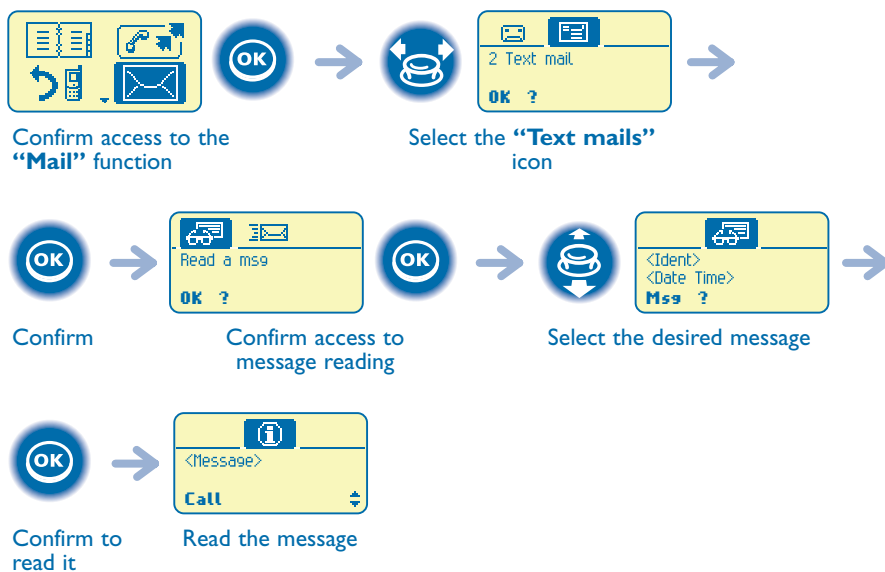 OK
2 Text mail
OK ?
Confirm access to the
“Mail” function
Select the “Text mails”
icon
OK
Read a msg
OK ?
OK
<Ident>
<Date Time>
Msg ?
Confirm
Confirm access to
message reading
Select the desired message
OK
<Message>
Call
Confirm to
read it
Read the message